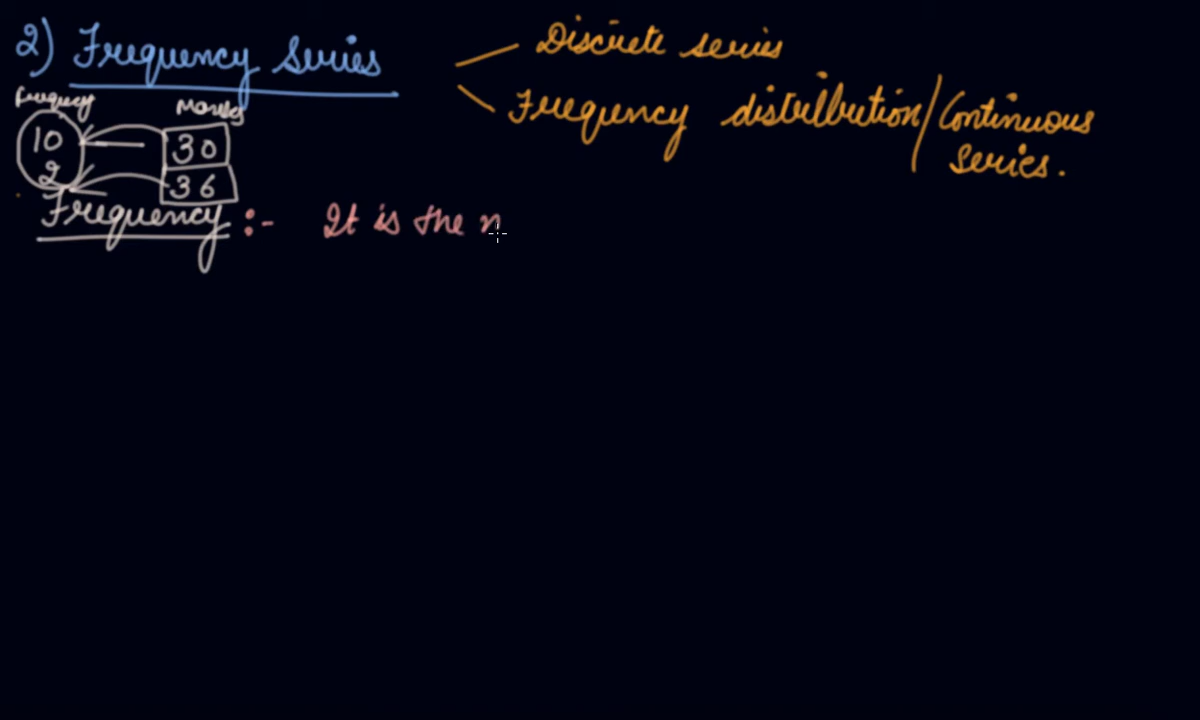 2) Frequency Series
Discrete series
Frequency distribution/Continuous series.
Frequency Marks
10 30
2 36
Frequency :- It is the n